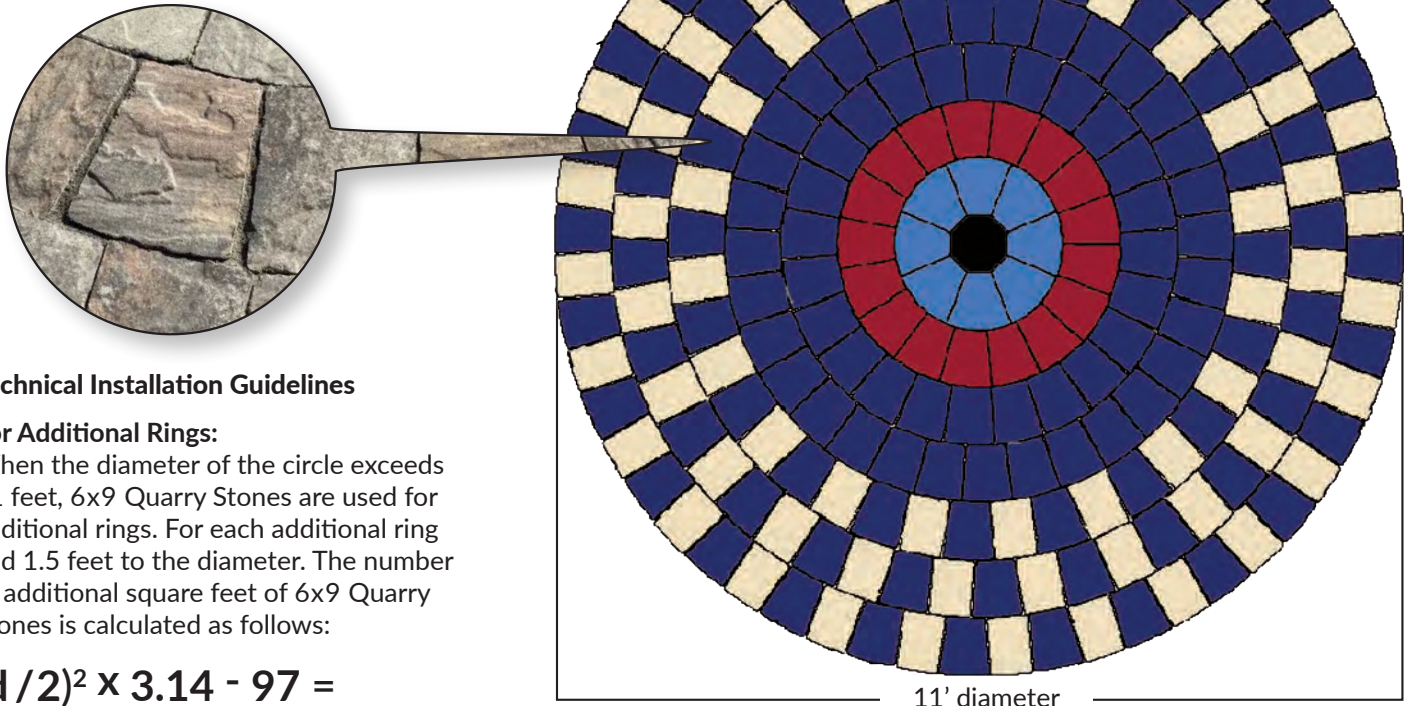 chnical Installation Guidelines
r Additional Rings:
hen the diameter of the circle exceeds
feet, 6x9 Quarry Stones are used for
ditional rings. For each additional ring
d 1.5 feet to the diameter. The number
additional square feet of 6x9 Quarry
ones is calculated as follows:
d/2)² x 3.14 - 97 =
11’ diameter